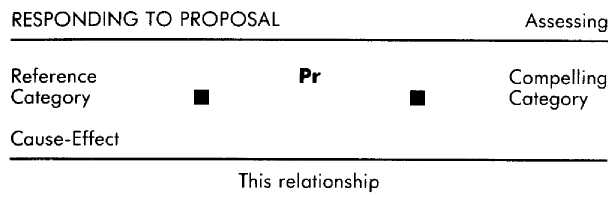 RESPONDING TO PROPOSAL Assessing
Reference Pr Compelling
Category ■ ■ Category
Cause-Effect
This relationship